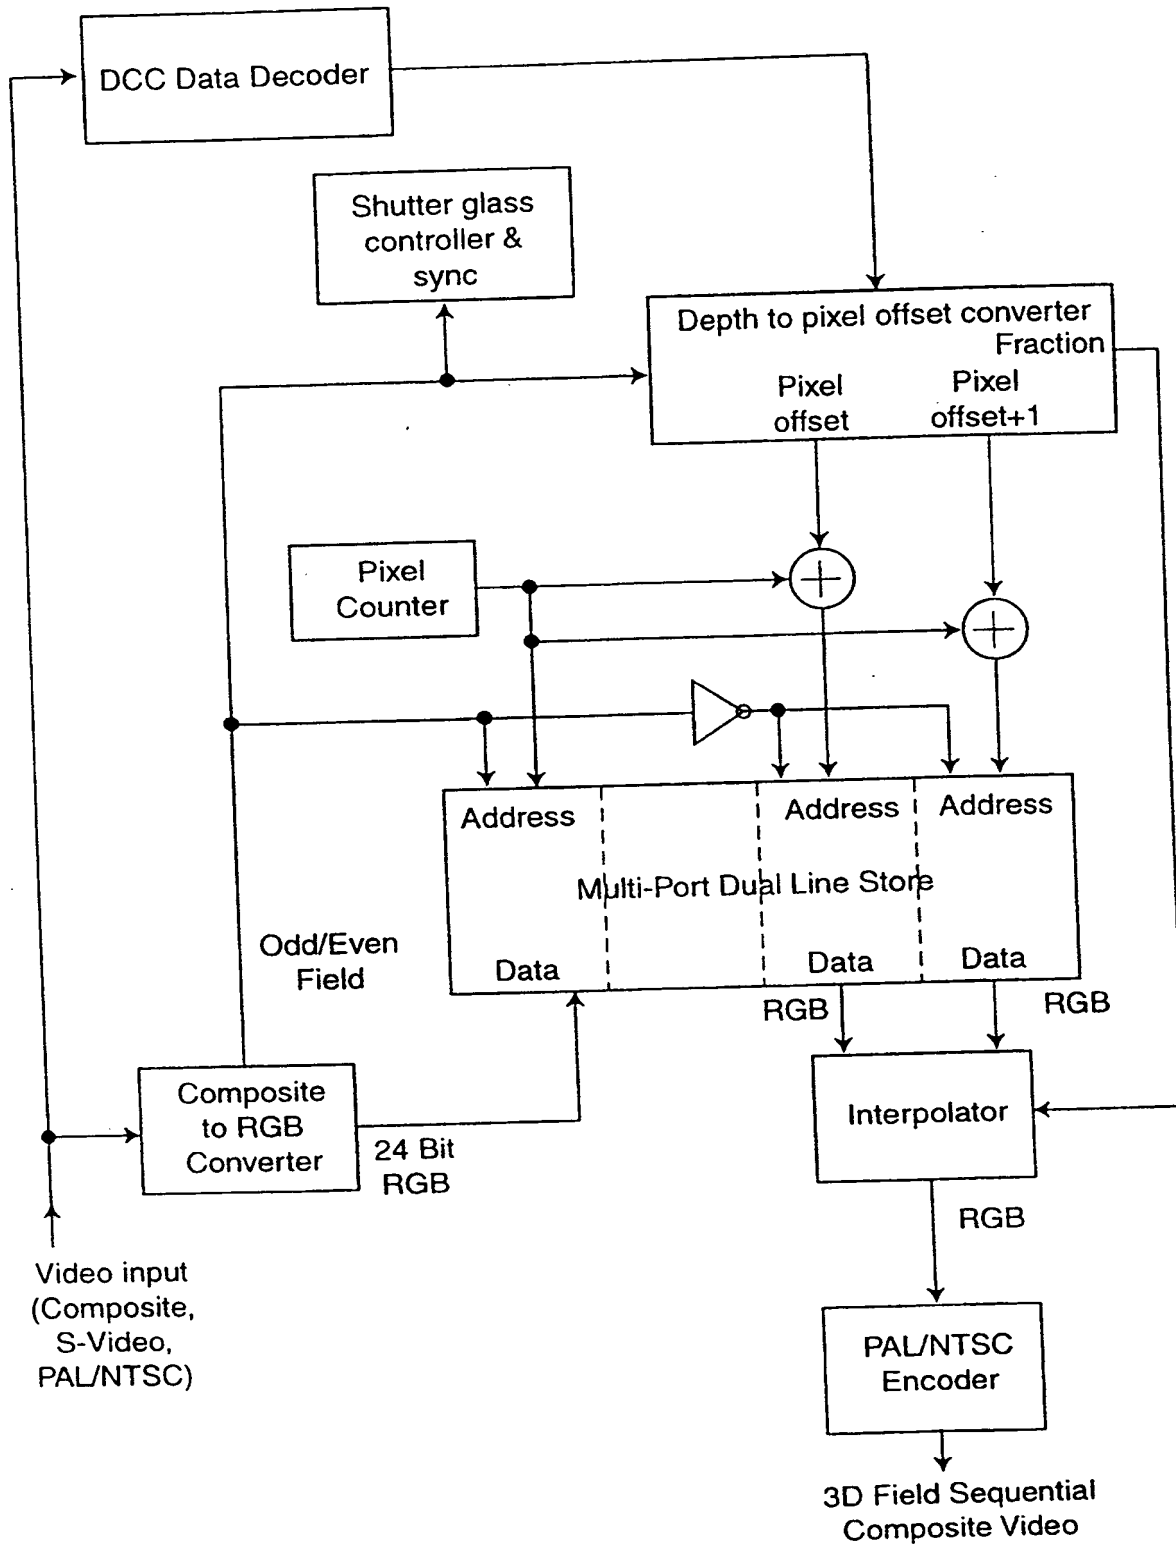 DCC Data Decoder
Shutter glass
controller &
sync
Depth to pixel offset converter
Fraction
Pixel
offset
Pixel
offset+1
Pixel
Counter
Address
Address
Address
Multi-Port Dual Line Store
Data
Data
Data
Odd/Even
Field
RGB
RGB
Composite
to RGB
Converter
24 Bit
RGB
Interpolator
RGB
Video input
(Composite,
S-Video,
PAL/NTSC)
PAL/NTSC
Encoder
3D Field Sequential
Composite Video